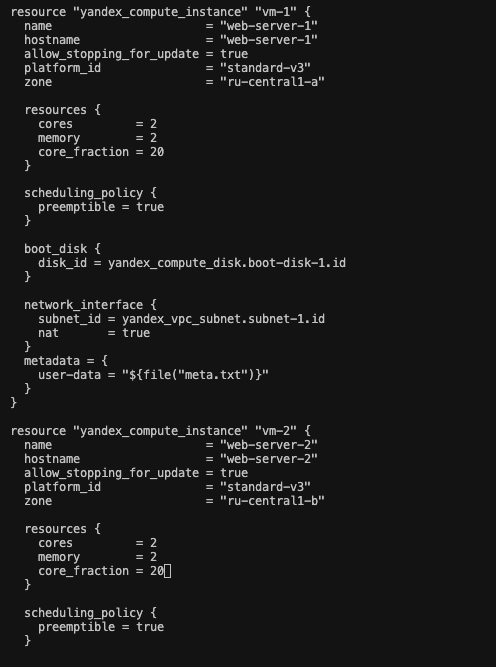 resource "yandex_compute_instance" "vm-1" {
  name                      = "web-server-1"
  hostname                  = "web-server-1"
  allow_stopping_for_update = true
  platform_id               = "standard-v3"
  zone                      = "ru-central1-a"

  resources {
    cores         = 2
    memory        = 2
    core_fraction = 20
  }

  scheduling_policy {
    preemptible = true
  }

  boot_disk {
    disk_id = yandex_compute_disk.boot-disk-1.id
  }

  network_interface {
    subnet_id = yandex_vpc_subnet.subnet-1.id
    nat       = true
  }
  metadata = {
    user-data = "${file("meta.txt")}"
  }
}

resource "yandex_compute_instance" "vm-2" {
  name                      = "web-server-2"
  hostname                  = "web-server-2"
  allow_stopping_for_update = true
  platform_id               = "standard-v3"
  zone                      = "ru-central1-b"

  resources {
    cores         = 2
    memory        = 2
    core_fraction = 20
  }

  scheduling_policy {
    preemptible = true
  }